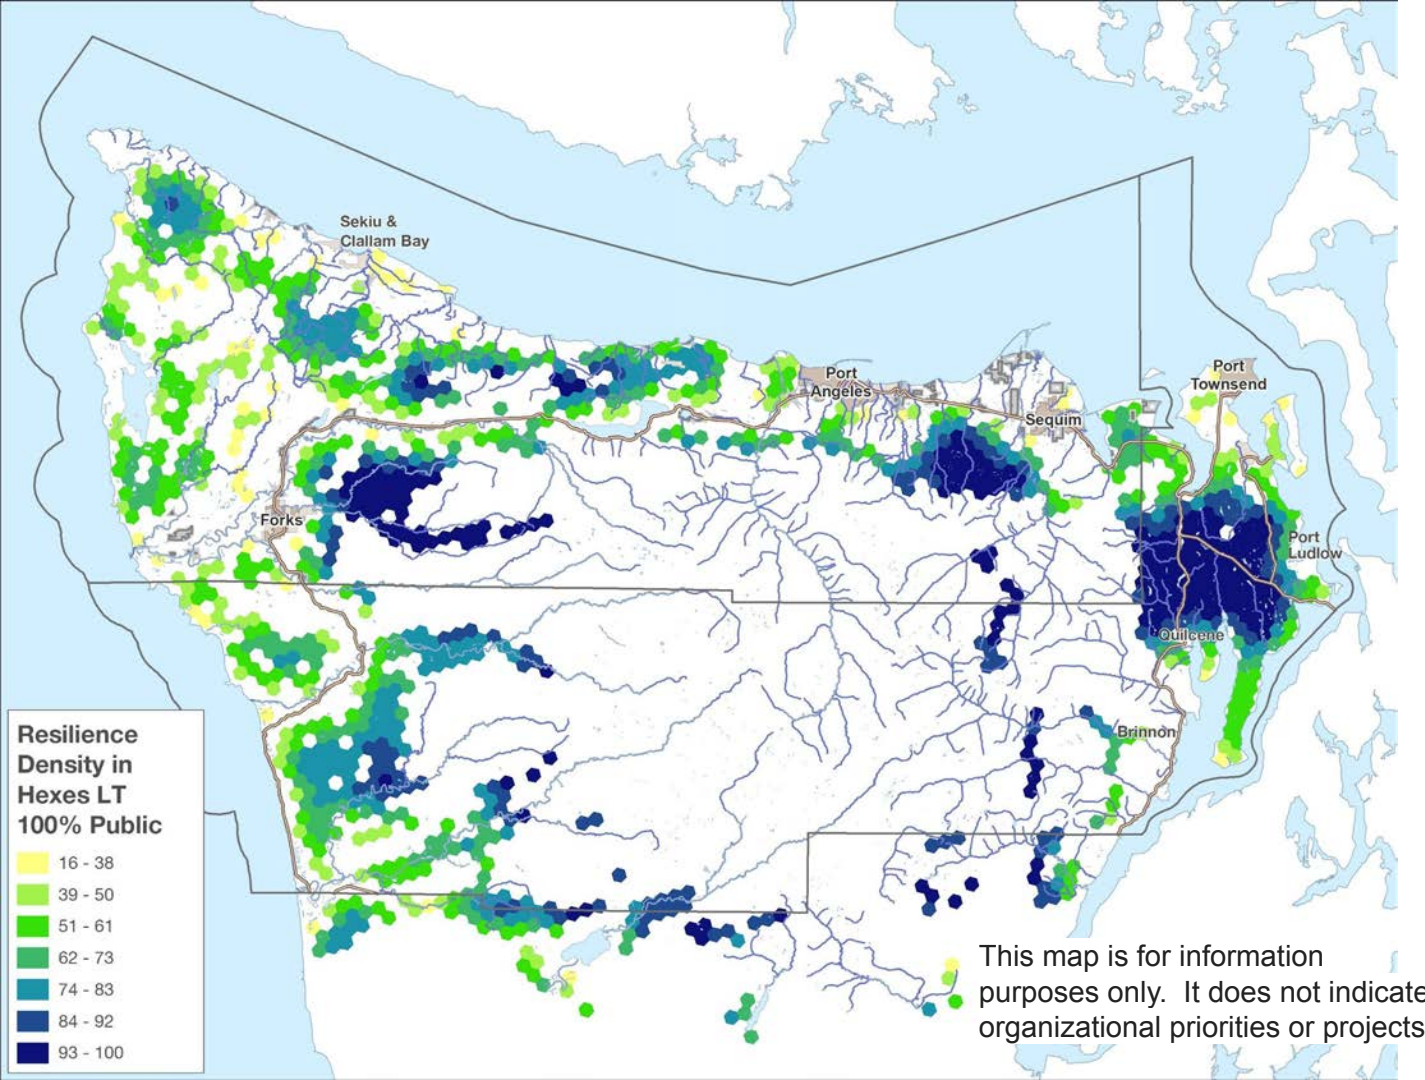 Sekiu &
Clallam Bay
Port
Angeles
Sequim
Port
Townsend
Forks
Port
Ludlow
Quilcene
Brinnon
Resilience
Density in
Hexes LT
100% Public
16 - 38
39 - 50
51 - 61
62 - 73
74 - 83
84 - 92
93 - 100
This map is for information
purposes only.  It does not indicate
organizational priorities or projects